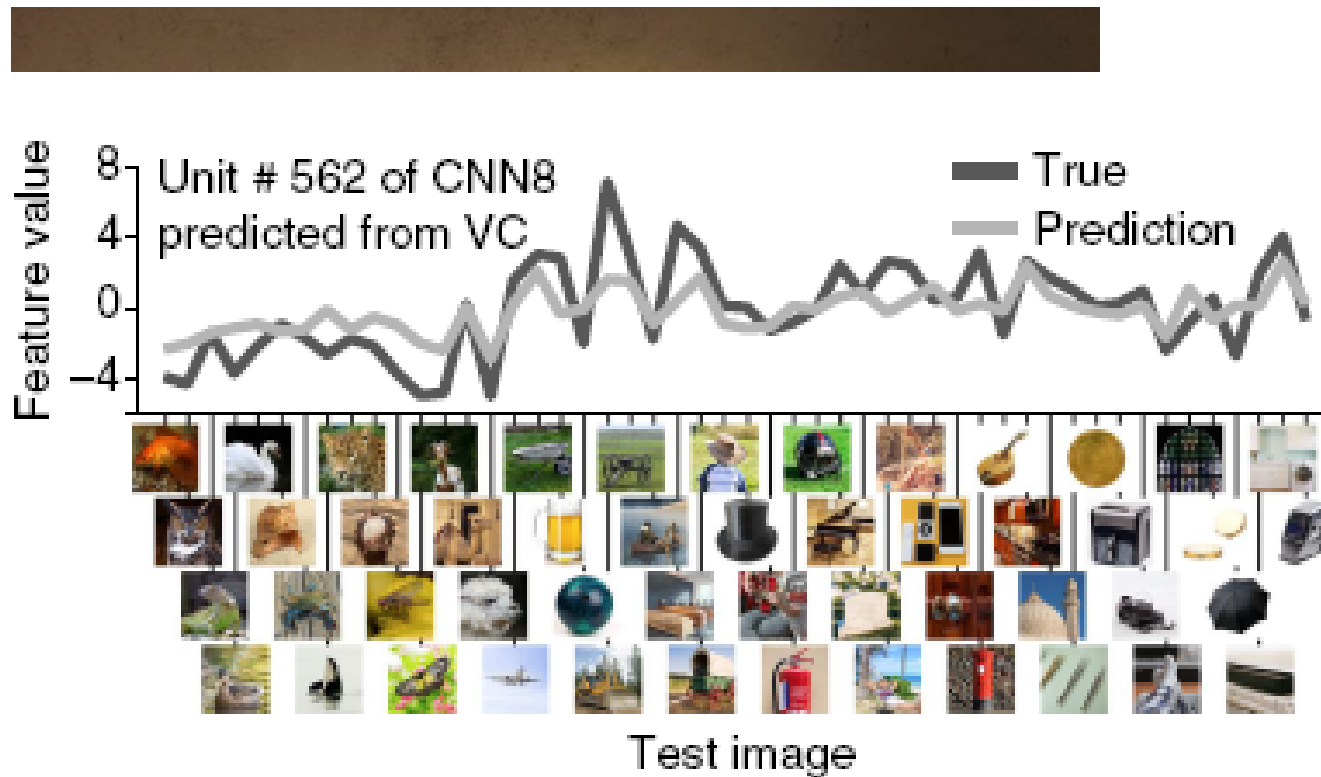 Feature value
8
4
0
−4
Unit # 562 of CNN8
predicted from VC
True
Prediction
Test image